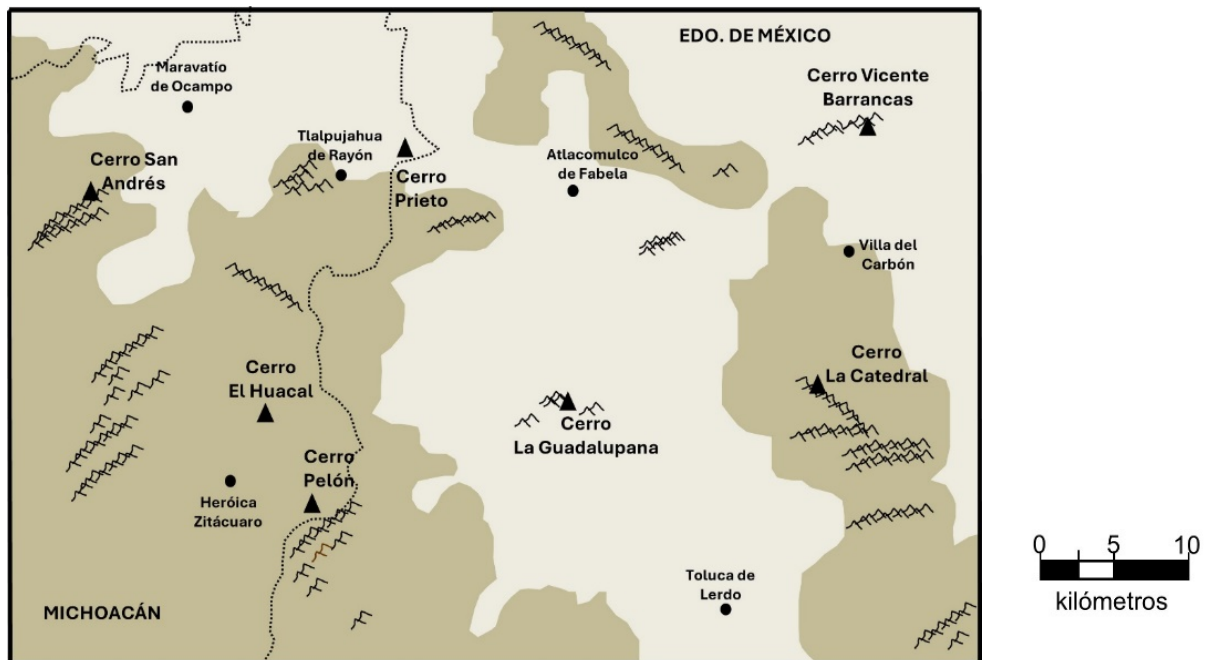 EDO. DE MÉXICO
Maravatío
de Ocampo
Cerro Vicente
Barrancas
Tlalpujahua
de Rayón
Cerro San
Andrés
Cerro
Prieto
Atlacomulco
de Fabela
Villa del
Carbón
Cerro
El Huacal
Cerro
La Catedral
Cerro
La Guadalupana
Cerro
Pelón
Heróica
Zitácuaro
Toluca de
Lerdo
MICHOACÁN
0 5 10
kilómetros